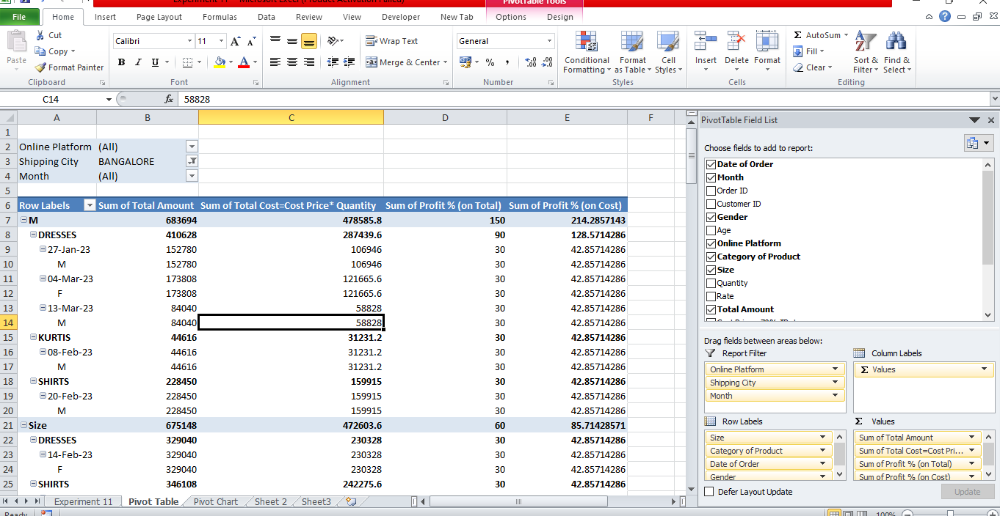 Experiment 11 - Microsoft Excel (Product Activation Failed)
PivotTable Tools
File Home Insert Page Layout Formulas Data Review View Developer New Tab Options Design
Paste
Cut
Copy
Format Painter
Clipboard
Calibri 11
B I U
Font
Wrap Text
Merge & Center
Alignment
General
%
Number
Conditional Formatting
Format as Table
Cell Styles
Styles
Insert Delete Format
Cells
AutoSum
Fill
Clear
Sort & Filter
Find & Select
Editing
C14 fx 58828
A B C D E F
1
2 Online Platform (All)
3 Shipping City BANGALORE
4 Month (All)
5
6 Row Labels Sum of Total Amount Sum of Total Cost=Cost Price* Quantity Sum of Profit % (on Total) Sum of Profit % (on Cost)
7 M 683694 478585.8 150 214.2857143
8 DRESSES 410628 287439.6 90 128.5714286
9 27-Jan-23 152780 106946 30 42.85714286
10 M 152780 106946 30 42.85714286
11 04-Mar-23 173808 121665.6 30 42.85714286
12 F 173808 121665.6 30 42.85714286
13 13-Mar-23 84040 58828 30 42.85714286
14 M 84040 58828 30 42.85714286
15 KURTIS 44616 31231.2 30 42.85714286
16 08-Feb-23 44616 31231.2 30 42.85714286
17 M 44616 31231.2 30 42.85714286
18 SHIRTS 228450 159915 30 42.85714286
19 20-Feb-23 228450 159915 30 42.85714286
20 M 228450 159915 30 42.85714286
21 Size 675148 472603.6 60 85.71428571
22 DRESSES 329040 230328 30 42.85714286
23 14-Feb-23 329040 230328 30 42.85714286
24 F 329040 230328 30 42.85714286
25 SHIRTS 346108 242275.6 30 42.85714286
Experiment 11 Pivot Table Pivot Chart Sheet 2 Sheet3
Ready
100%
PivotTable Field List
Choose fields to add to report:
Date of Order
Month
Order ID
Customer ID
Gender
Age
Online Platform
Category of Product
Size
Quantity
Rate
Total Amount
Drag fields between areas below:
Report Filter
Online Platform
Shipping City
Month
Column Labels
Σ Values
Row Labels
Size
Category of Product
Date of Order
Gender
Σ Values
Sum of Total Amount
Sum of Total Cost=Cost Pri...
Sum of Profit % (on Total)
Sum of Profit % (on Cost)
Defer Layout Update
Update